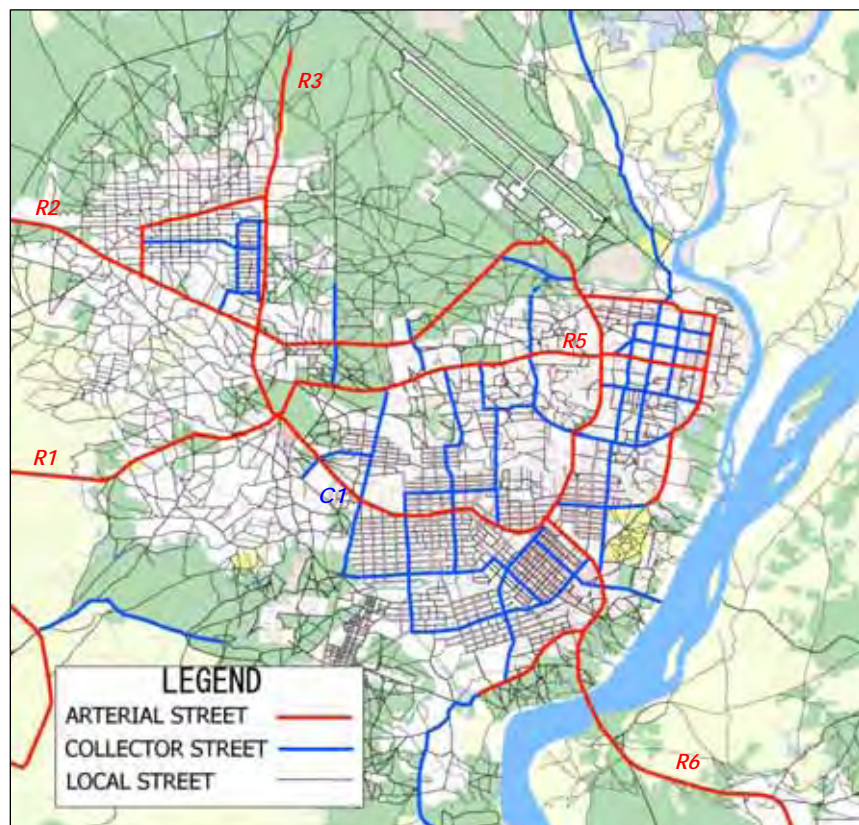 R3
R2
R5
R1
C1
LEGEND
ARTERIAL STREET
COLLECTOR STREET
LOCAL STREET
R6